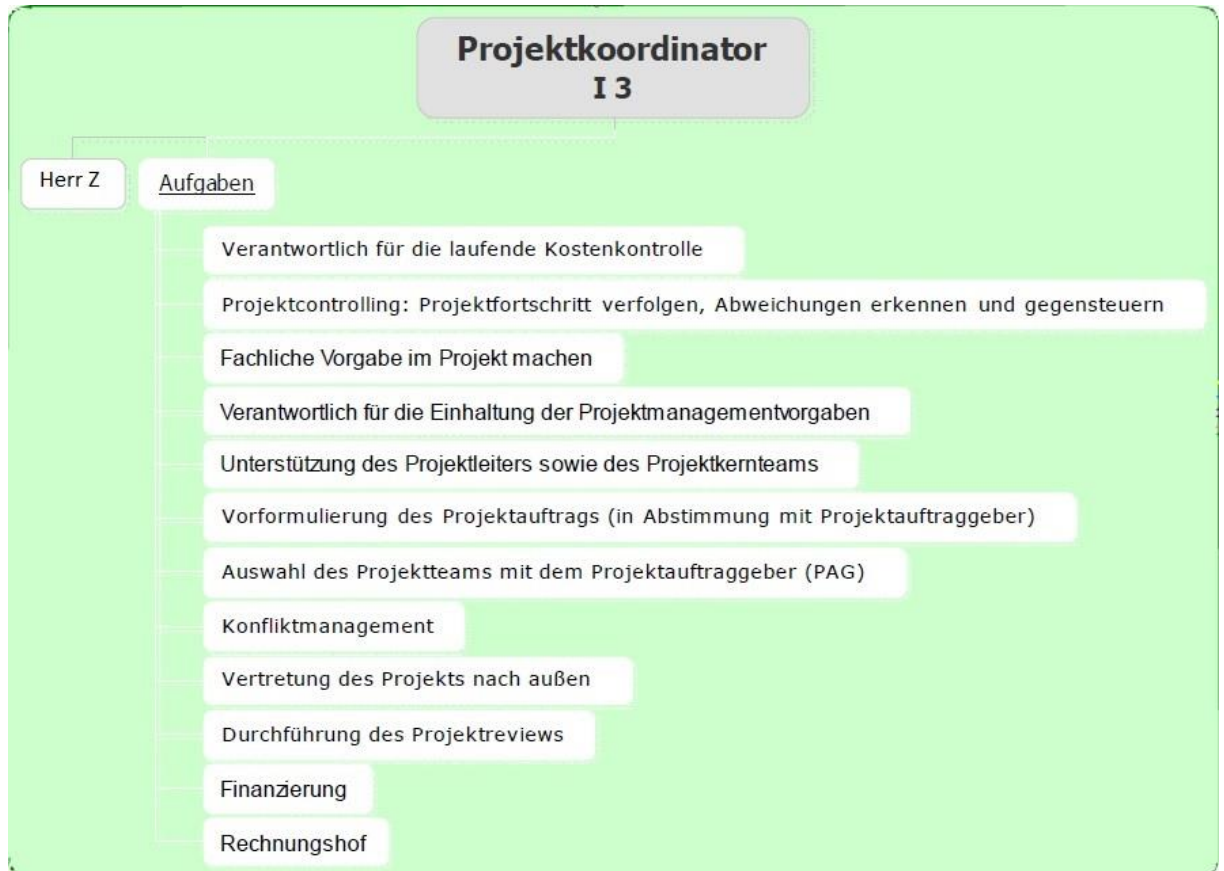 Projektkoordinator
I 3
Herr Z
Aufgaben
Verantwortlich für die laufende Kostenkontrolle
Projektcontrolling: Projektfortschritt verfolgen, Abweichungen erkennen und gegensteuern
Fachliche Vorgabe im Projekt machen
Verantwortlich für die Einhaltung der Projektmanagementvorgaben
Unterstützung des Projektleiters sowie des Projektkernteams
Vorformulierung des Projektauftrags (in Abstimmung mit Projektauftraggeber)
Auswahl des Projektteams mit dem Projektauftraggeber (PAG)
Konfliktmanagement
Vertretung des Projekts nach außen
Durchführung des Projektreviews
Finanzierung
Rechnungshof